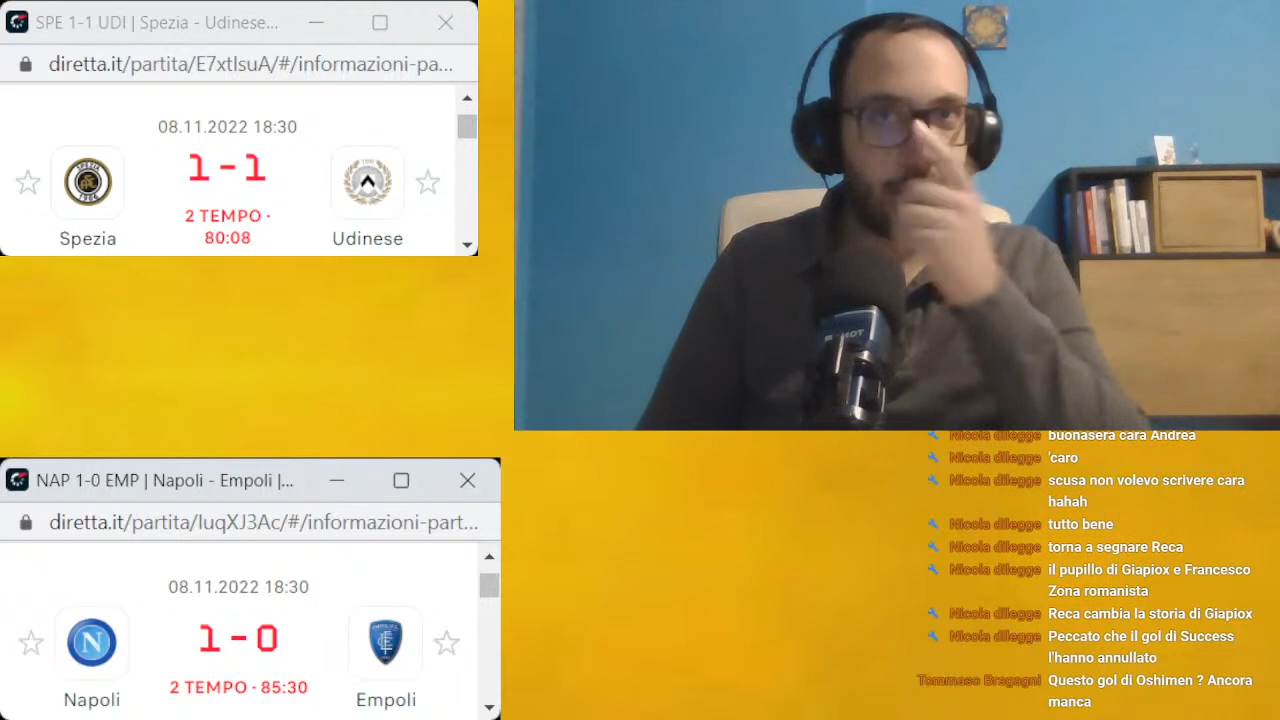 SPE 1-1 UDI | Spezia - Udinese...
diretta.it/partita/E7xtIsuA/#/informazioni-pa...
08.11.2022 18:30
1-1
2 TEMPO -
80:08
Spezia
Udinese
NAP 1-0 EMP | Napoli - Empoli |...
diretta.it/partita/IuqXJ3Ac/#/informazioni-part...
08.11.2022 18:30
1-0
2 TEMPO - 85:30
Napoli
Empoli
Nicola dilegge buonasera cara Andrea
Nicola dilegge 'caro
Nicola dilegge scusa non volevo scrivere cara
hahah
Nicola dilegge tutto bene
Nicola dilegge torna a segnare Reca
Nicola dilegge il pupillo di Giapiox e Francesco
Zona romanista
Nicola dilegge Reca cambia la storia di Giapiox
Nicola dilegge Peccato che il gol di Success
l'hanno annullato
Tommaso Bragagni Questo gol di Oshimen ? Ancora
manca